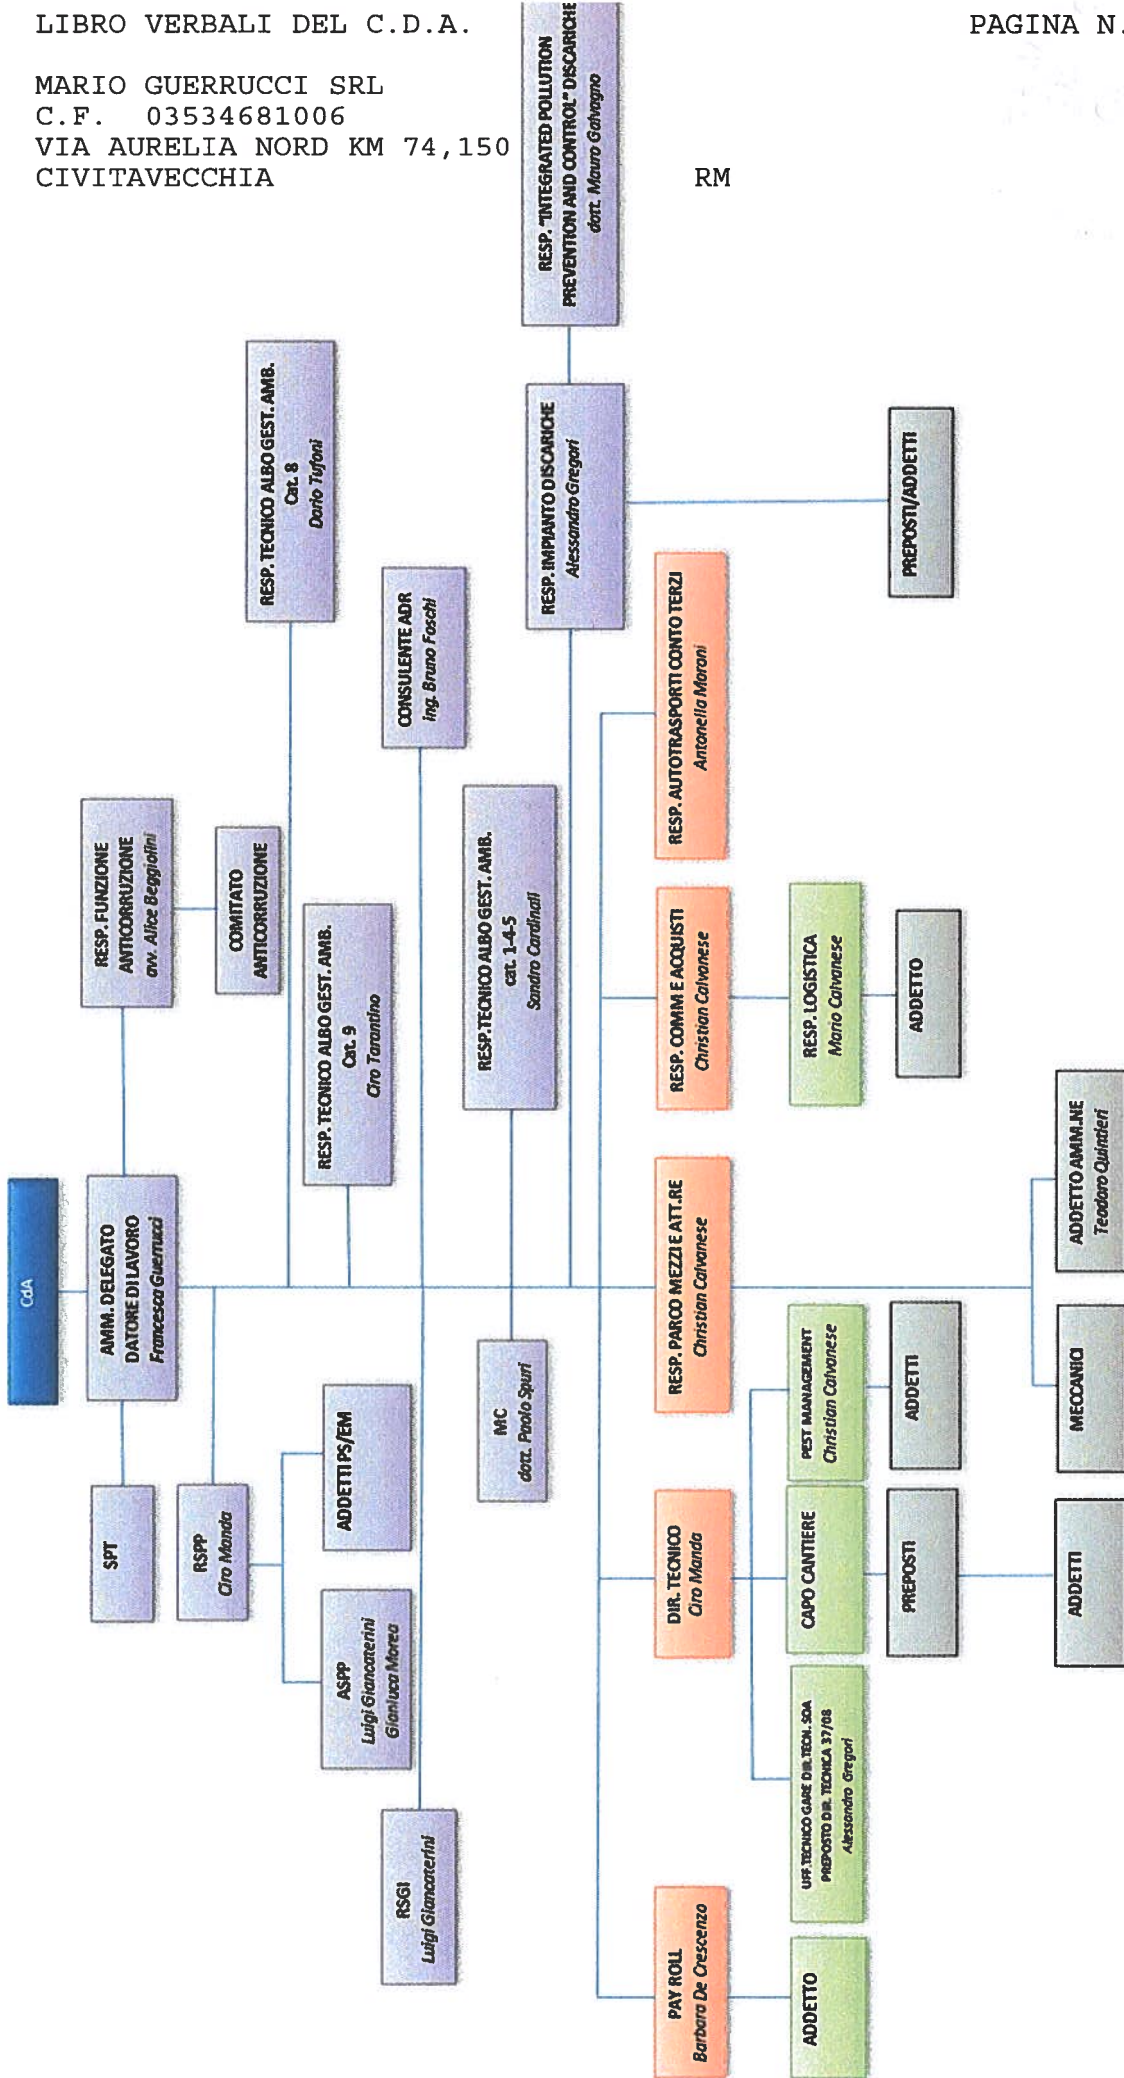 LIBRO VERBALI DEL C.D.A.
PAGINA N.
MARIO GUERRUCCI SRL
C.F. 03534681006
VIA AURELIA NORD KM 74,150
CIVITAVECCHIA
RM
CdA
AMM. DELEGATO
DATORE DI LAVORO
Francesca Guerrucci
RESP. FUNZIONE
ANTICORRUZIONE
avv. Alice Beggiolini
COMITATO
ANTICORRUZIONE
SPT
RSPP
Ciro Manda
ASPP
Luigi Giancaterini
Gianluca Morea
ADDETTI PS/EM
RESP. TECNICO ALBO GEST. AMB.
Cat. 8
Dario Tufoni
RESP. TECNICO ALBO GEST. AMB.
Cat. 9
Ciro Tarantino
RSGI
Luigi Giancaterini
CONSULENTE ADR
ing. Bruno Foschi
MC
dott. Paolo Spuri
RESP.TECNICO ALBO GEST. AMB.
cat. 1-4-5
Sandro Cardinali
RESP. IMPIANTO DISCARICHE
Alessandro Gregori
RESP. "INTEGRATED POLLUTION
PREVENTION AND CONTROL" DISCARICHE
dott. Mauro Galvagno
PREPOSTI/ADDETTI
PAY ROLL
Barbara De Crescenzo
ADDETTO
DIR. TECNICO
Ciro Manda
UFF.TECNICO GARE DIR.TECN. SOA
PREPOSTO DIR. TECNICA 37/08
Alessandro Gregori
CAPO CANTIERE
PREPOSTI
ADDETTI
PEST MANAGEMENT
Christian Calvanese
ADDETTI
RESP. PARCO MEZZI E ATT.RE
Christian Calvanese
MECCANICI
ADDETTO AMM.NE
Teodoro Quintieri
RESP. COMM E ACQUISTI
Christian Calvanese
RESP. LOGISTICA
Mario Calvanese
ADDETTO
RESP. AUTOTRASPORTI CONTO TERZI
Antonella Morani